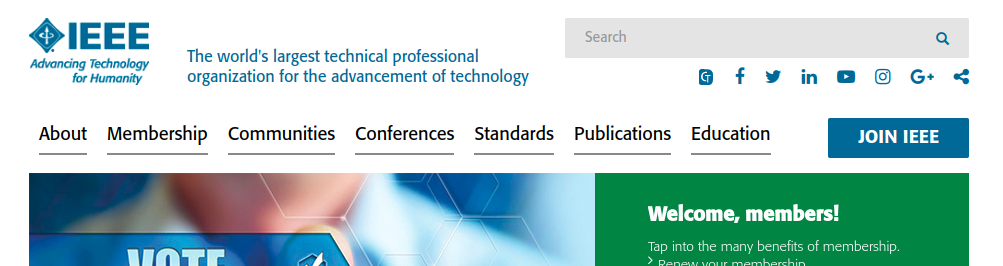 IEEE
Advancing Technology
for Humanity
The world's largest technical professional
organization for the advancement of technology
Search
About Membership Communities Conferences Standards Publications Education
JOIN IEEE
Welcome, members!
Tap into the many benefits of membership.
Renew your membership
VOTE